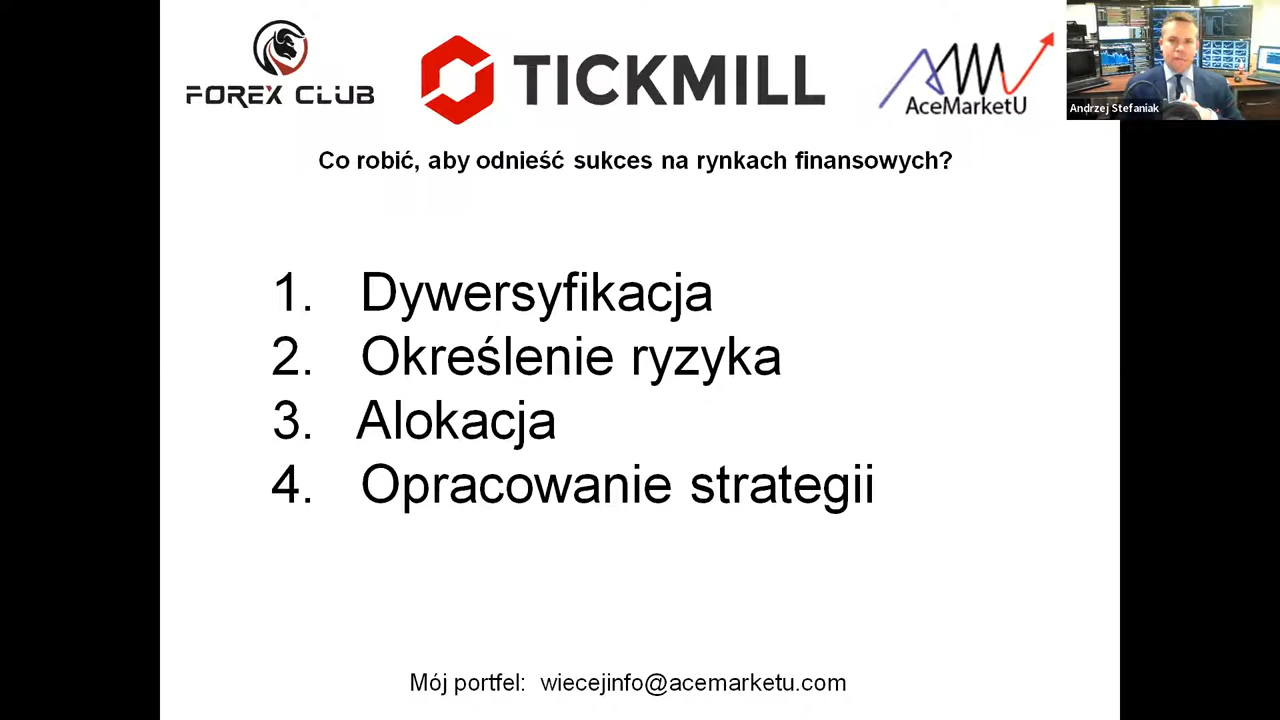 FOREX CLUB
TICKMILL
AceMarketU
Andrzej Stefaniak
Co robić, aby odnieść sukces na rynkach finansowych?
1. Dywersyfikacja
2. Określenie ryzyka
3. Alokacja
4. Opracowanie strategii
Mój portfel: wiecejinfo@acemarketu.com